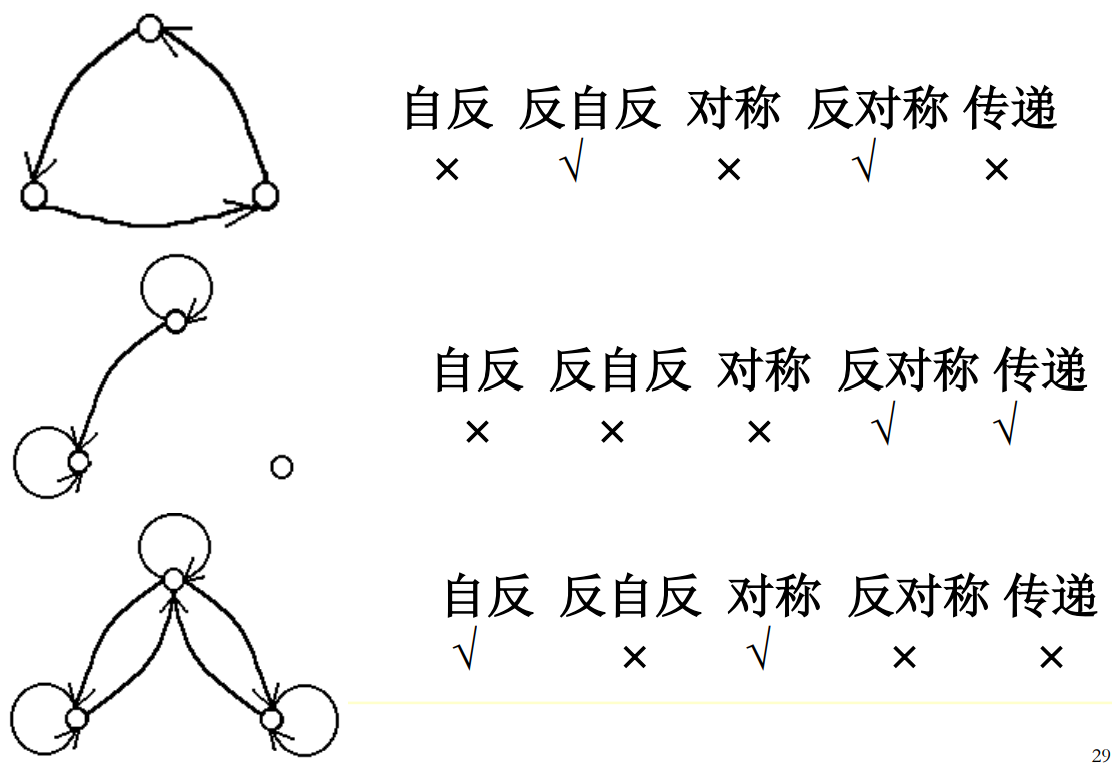 自反 反自反 对称 反对称 传递
× √ × √ ×
自反 反自反 对称 反对称 传递
× × × √ √
自反 反自反 对称 反对称 传递
√ × √ × ×
29